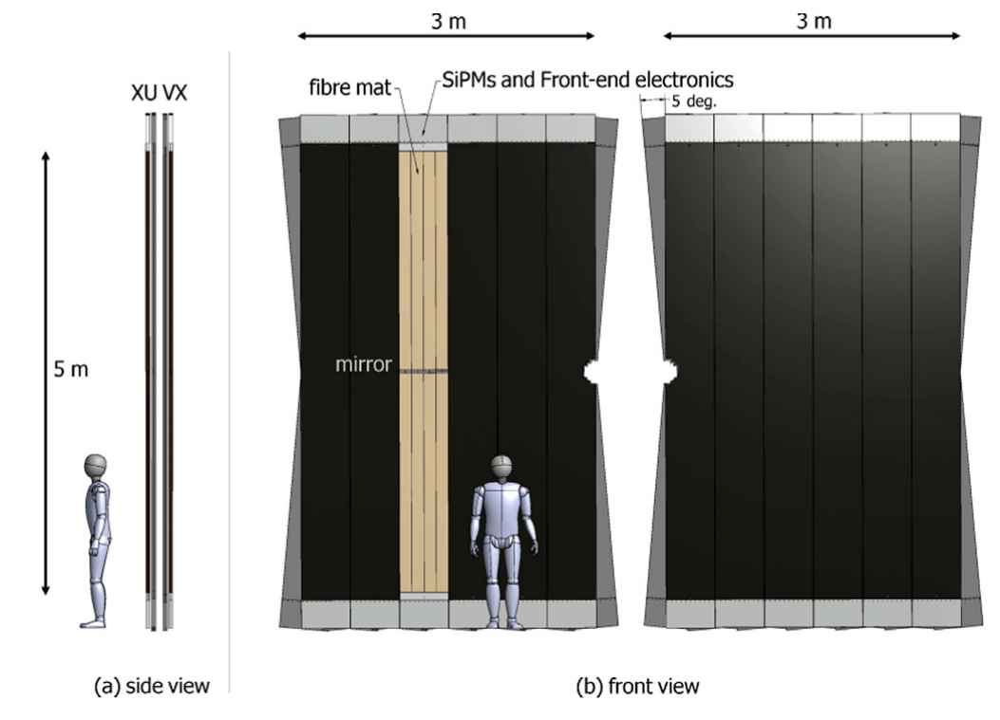 3 m
3 m
SiPMs and Front-end electronics
fibre mat
5 deg.
XU VX
mirror
5 m
(a) side view
(b) front view